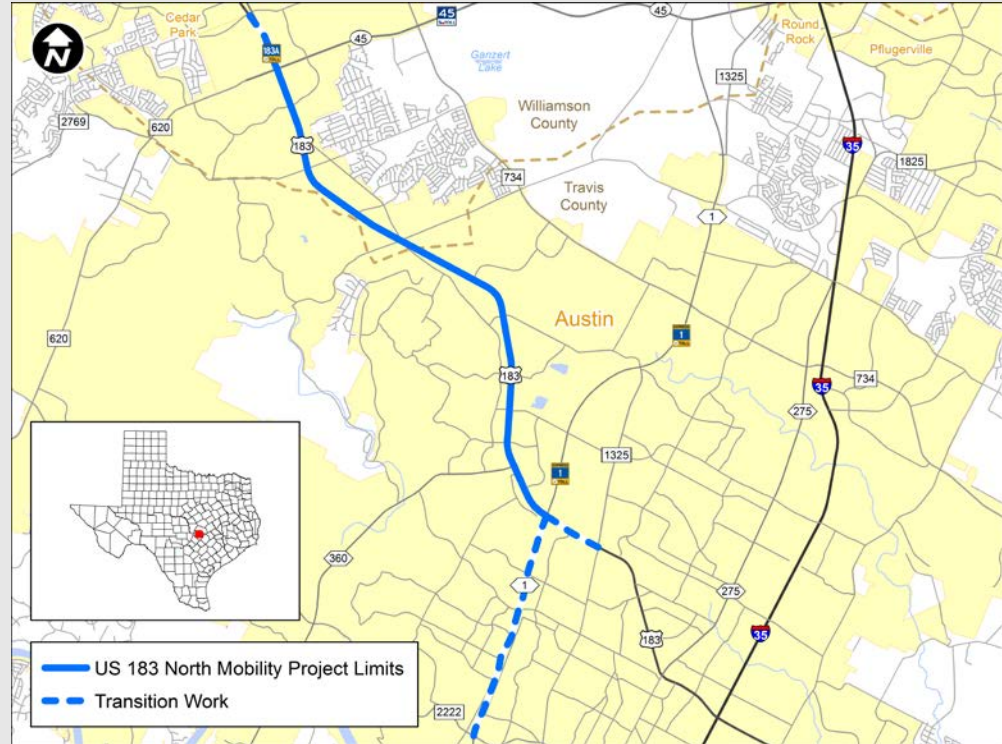 N
Cedar
Park
183A
TOLL
45
45
Round
Rock
Pflugerville
1325
Ganzert
Lake
Williamson
County
2769
620
183
35
1825
734
Travis
County
1
620
Austin
1
183
35
734
275
1325
1
360
1
275
183
35
2222
US 183 North Mobility Project Limits
Transition Work